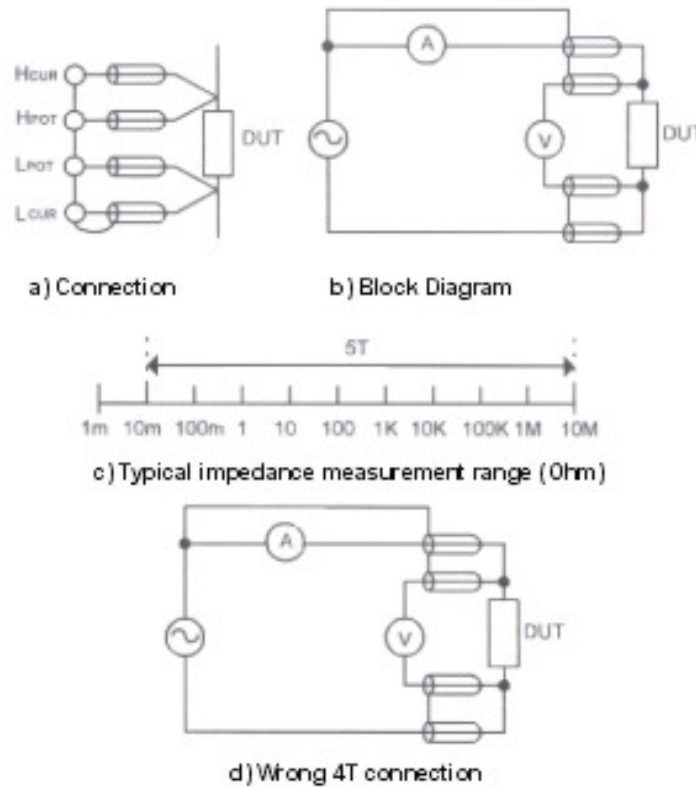 HCUR
HPOT
DUT
LPOT
LCUR
A
V
DUT
a) Connection
b) Block Diagram
5T
1m 10m 100m 1 10 100 1K 10K 100K 1M 10M
c) Typical impedance measurement range (Ohm)
A
V
DUT
d) Wrong 4T connection